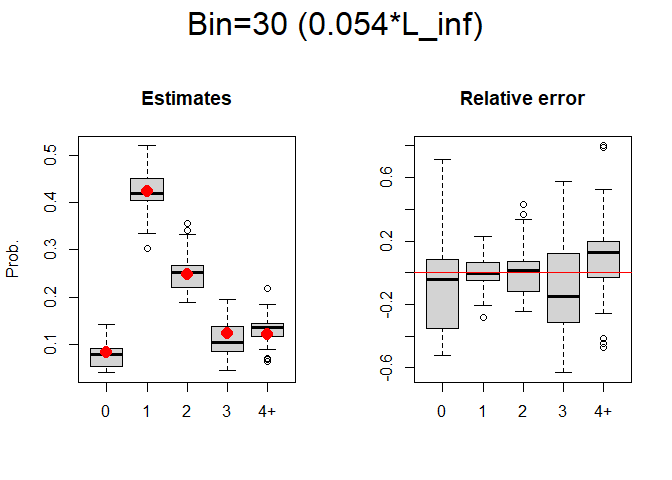 Bin=30 (0.054*L_inf)
Estimates
Relative error
Prob.
0.5
0.4
0.3
0.2
0.1
0 1 2 3 4+
0.6
0.2
-0.2
-0.6
0 1 2 3 4+